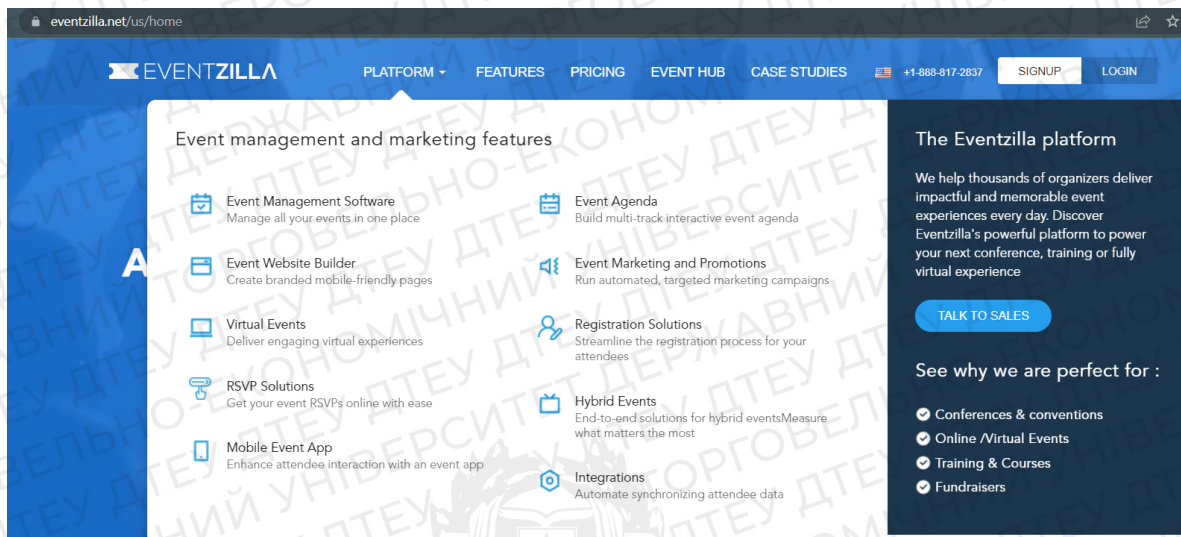 eventzilla.net/us/home
EVENTZILLA
PLATFORM
FEATURES
PRICING
EVENT HUB
CASE STUDIES
+1-888-817-2837
SIGNUP
LOGIN
Event management and marketing features
Event Management Software
Manage all your events in one place
Event Website Builder
Create branded mobile-friendly pages
Virtual Events
Deliver engaging virtual experiences
RSVP Solutions
Get your event RSVPs online with ease
Mobile Event App
Enhance attendee interaction with an event app
Event Agenda
Build multi-track interactive event agenda
Event Marketing and Promotions
Run automated, targeted marketing campaigns
Registration Solutions
Streamline the registration process for your
attendees
Hybrid Events
End-to-end solutions for hybrid eventsMeasure
what matters the most
Integrations
Automate synchronizing attendee data
The Eventzilla platform
We help thousands of organizers deliver
impactful and memorable event
experiences every day. Discover
Eventzilla's powerful platform to power
your next conference, training or fully
virtual experience
TALK TO SALES
See why we are perfect for :
Conferences & conventions
Online /Virtual Events
Training & Courses
Fundraisers
A
ДЕРЖАВНИЙ ТОРГОВЕЛЬНО-ЕКОНОМІЧНИЙ УНІВЕРСИТЕТ ДТЕУ